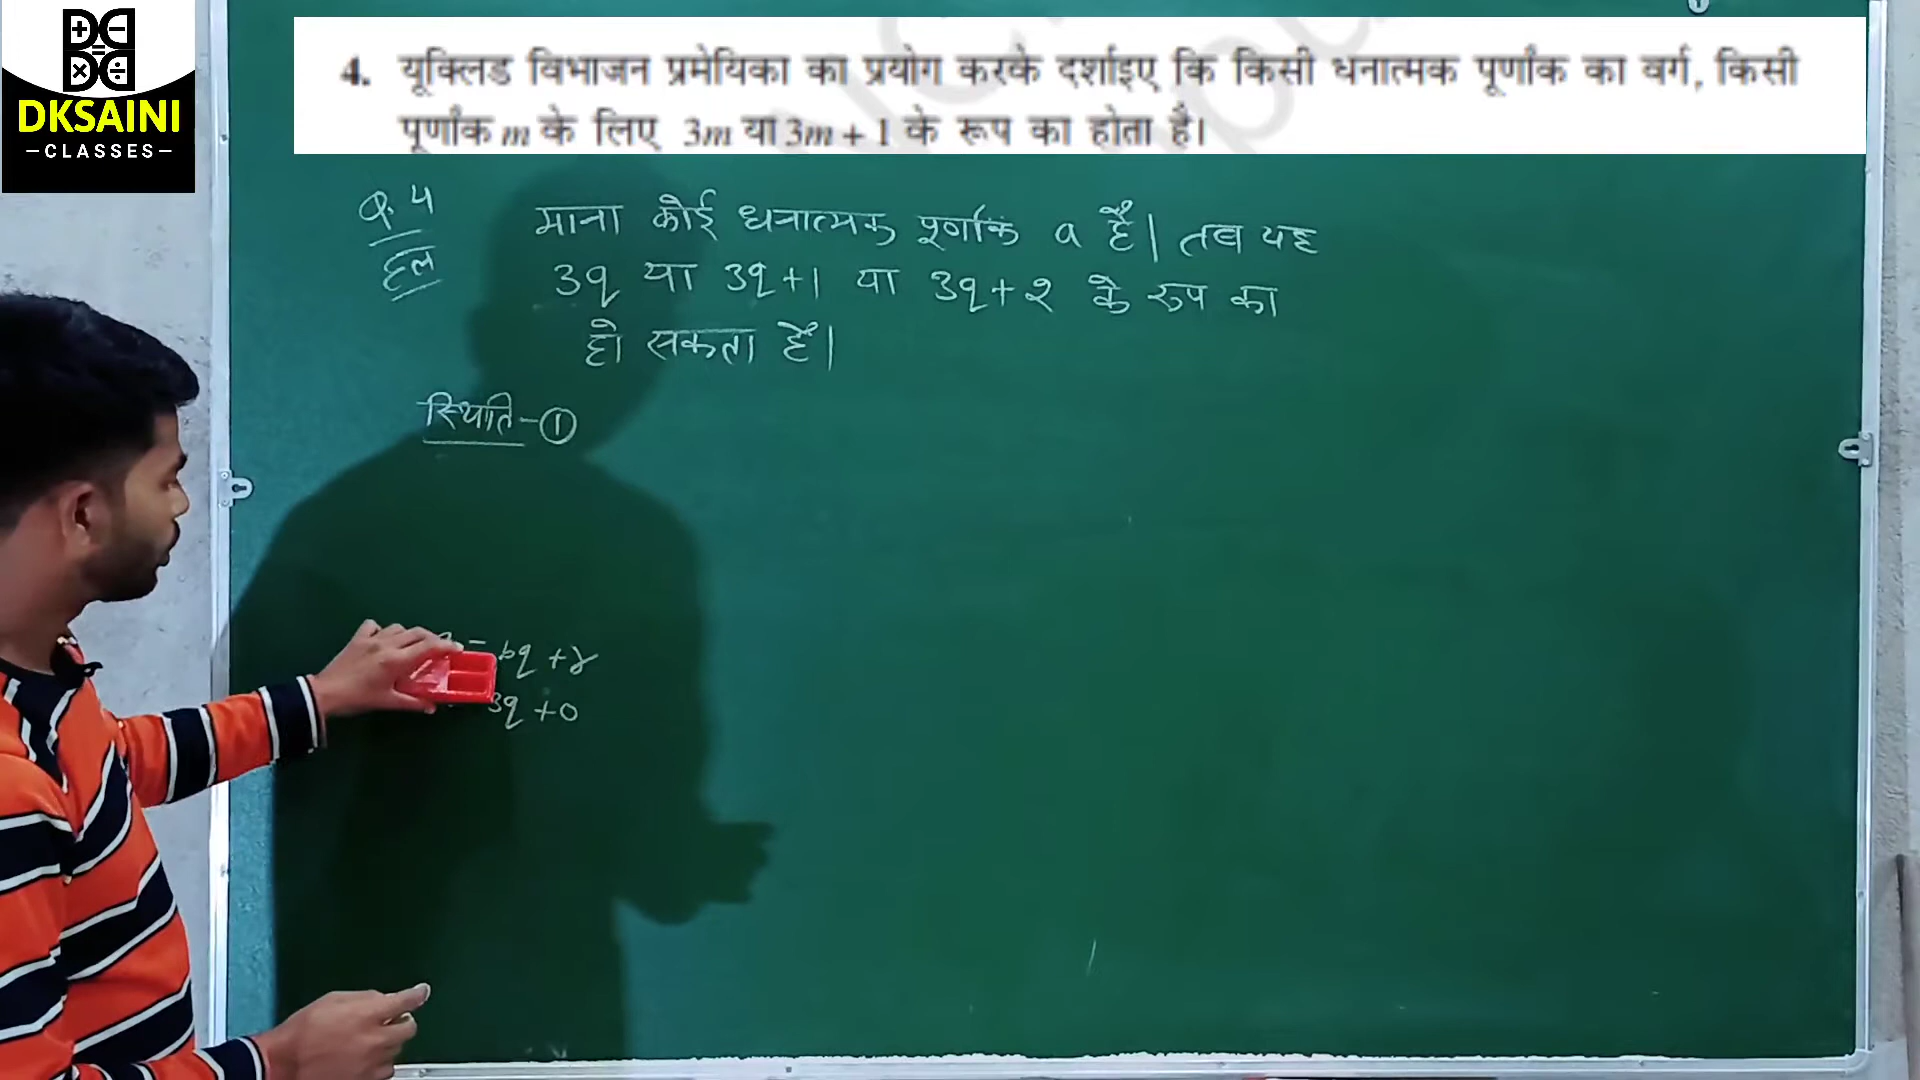 DKSAINI
—CLASSES—
4. यूक्लिड विभाजन प्रमेयिका का प्रयोग करके दर्शाइए कि किसी धनात्मक पूर्णांक का वर्ग, किसी
पूर्णांक m के लिए 3m या 3m + 1 के रूप का होता है।
Q.4
हल
माना कोई धनात्मक पूर्णांक a है। तब यह
3q या 3q+1 या 3q+2 के रूप का
हो सकता है।
स्थिति-①
= bq +r
3q +0